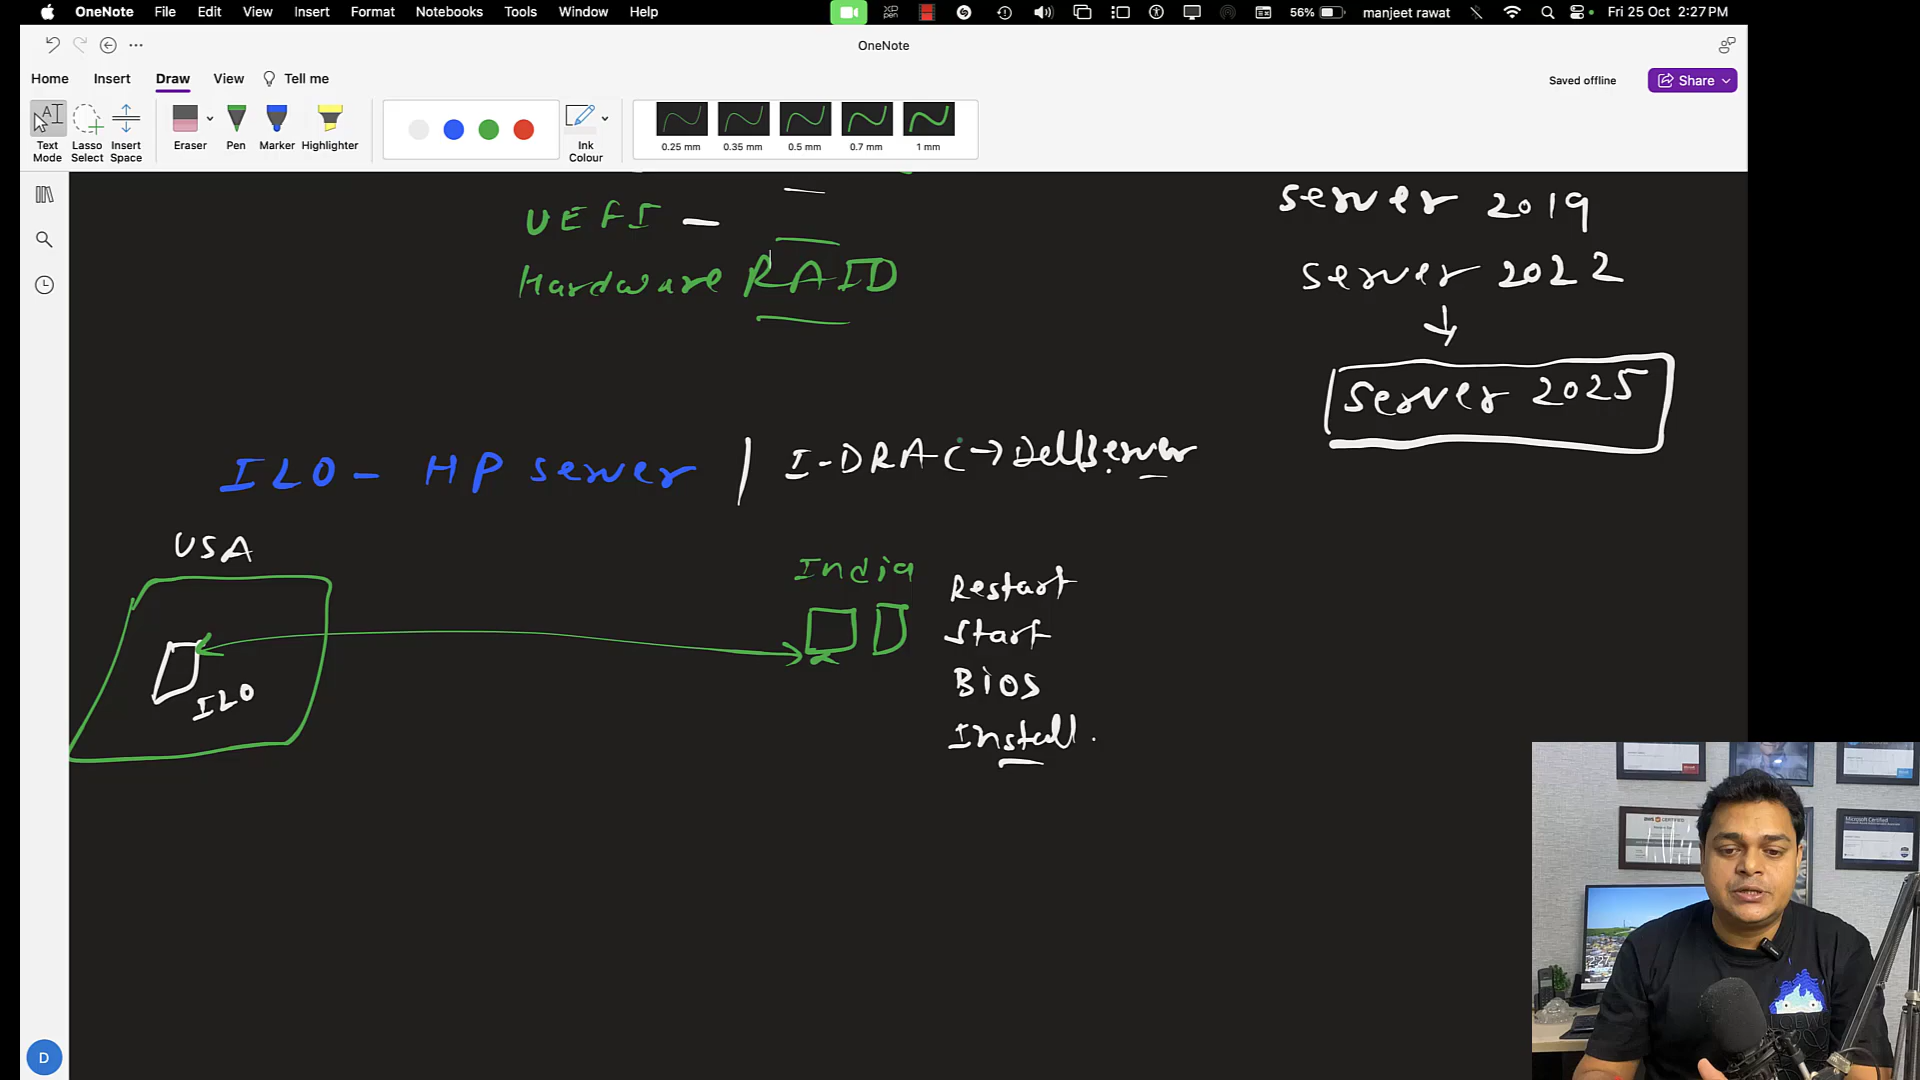 OneNote File Edit View Insert Format Notebooks Tools Window Help 56% manjeet rawat Fri 25 Oct 2:27 PM
OneNote
Home Insert Draw View Tell me Saved offline Share
Text Mode
Lasso Select
Insert Space
Eraser
Pen
Marker
Highlighter
Ink Colour
0.25 mm
0.35 mm
0.5 mm
0.7 mm
1 mm
UEFI —
Hardware RAID
server 2019
server 2022
server 2025
ILO - HP server | I-DRAC → Dell Server
USA
ILO
India
Restart
Start
BIOS
Install.
D